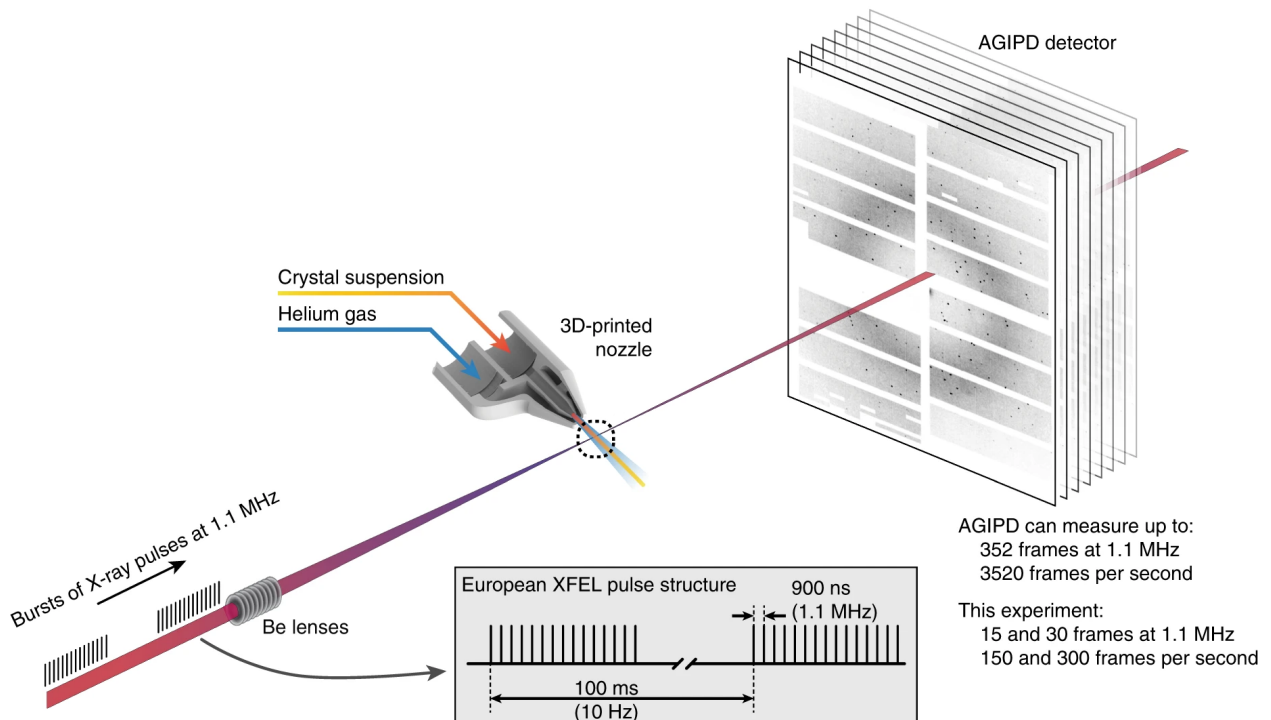 AGIPD detector
Crystal suspension
Helium gas
3D-printed
nozzle
Bursts of X-ray pulses at 1.1 MHz
Be lenses
European XFEL pulse structure
900 ns
(1.1 MHz)
100 ms
(10 Hz)
AGIPD can measure up to:
352 frames at 1.1 MHz
3520 frames per second
This experiment:
15 and 30 frames at 1.1 MHz
150 and 300 frames per second